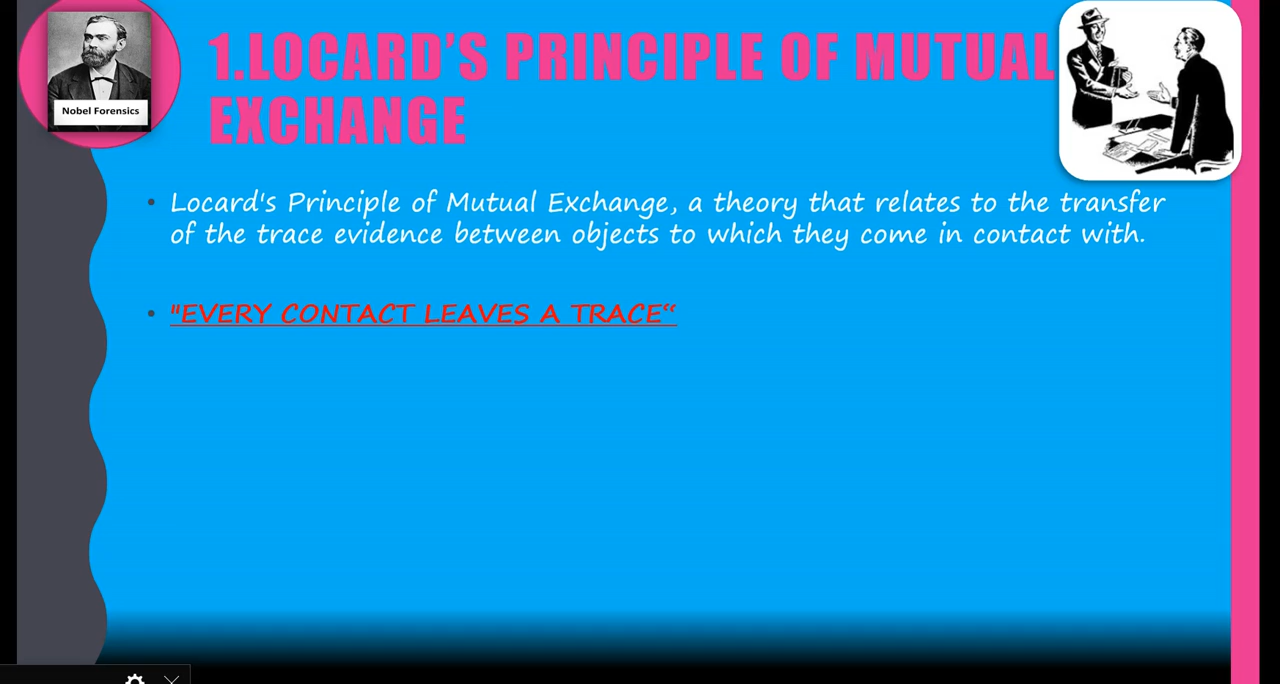 Nobel Forensics
1.LOCARD’S PRINCIPLE OF MUTUAL
EXCHANGE
• Locard's Principle of Mutual Exchange, a theory that relates to the transfer
of the trace evidence between objects to which they come in contact with.
• "EVERY CONTACT LEAVES A TRACE“